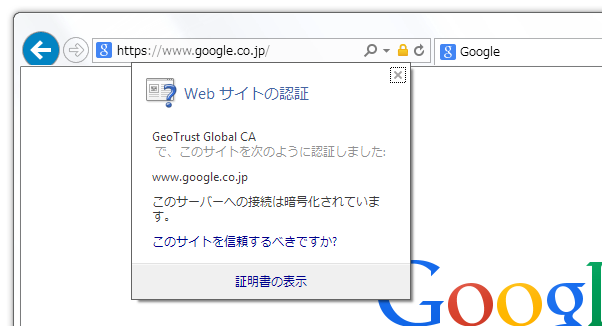 https://www.google.co.jp/
Google
Web サイトの認証
GeoTrust Global CA
で、このサイトを次のように認証しました:
www.google.co.jp
このサーバーへの接続は暗号化されていま
す。
このサイトを信頼するべきですか?
証明書の表示
Googl